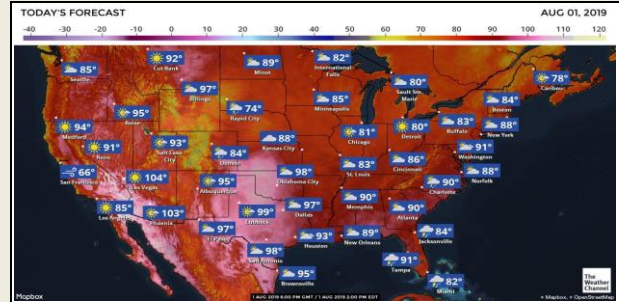 TODAY'S FORECAST
AUG 01, 2019
-40 -30 -20 -10 0 10 20 30 40 50 60 70 80 90 100 110 120
85°
Seattle
92°
Cut Bank
89°
Minot
82°
International
Falls
80°
Sault Ste.
Marie
78°
Caribou
97°
Billings
74°
Rapid City
85°
Minneapolis
84°
Boston
95°
Boise
94°
Medford
83°
Buffalo
88°
New York
91°
Reno
93°
Salt Lake
City
84°
Denver
88°
Kansas City
81°
Chicago
80°
Detroit
91°
Washington
66°
San Francisco
104°
Las Vegas
95°
Albuquerque
98°
Oklahoma City
83°
St. Louis
86°
Cincinnati
88°
Norfolk
90°
Charlotte
85°
Los Angeles
103°
Phoenix
99°
Lubbock
97°
Dallas
90°
Memphis
90°
Atlanta
97°
El Paso
93°
Houston
89°
New Orleans
84°
Jacksonville
98°
San Antonio
91°
Tampa
95°
Brownsville
82°
Miami
The
Weather
Channel
Mapbox
1 AUG 2019 6:00 PM GMT / 1 AUG 2019 2:00 PM EDT
© Mapbox, © OpenStreetMap